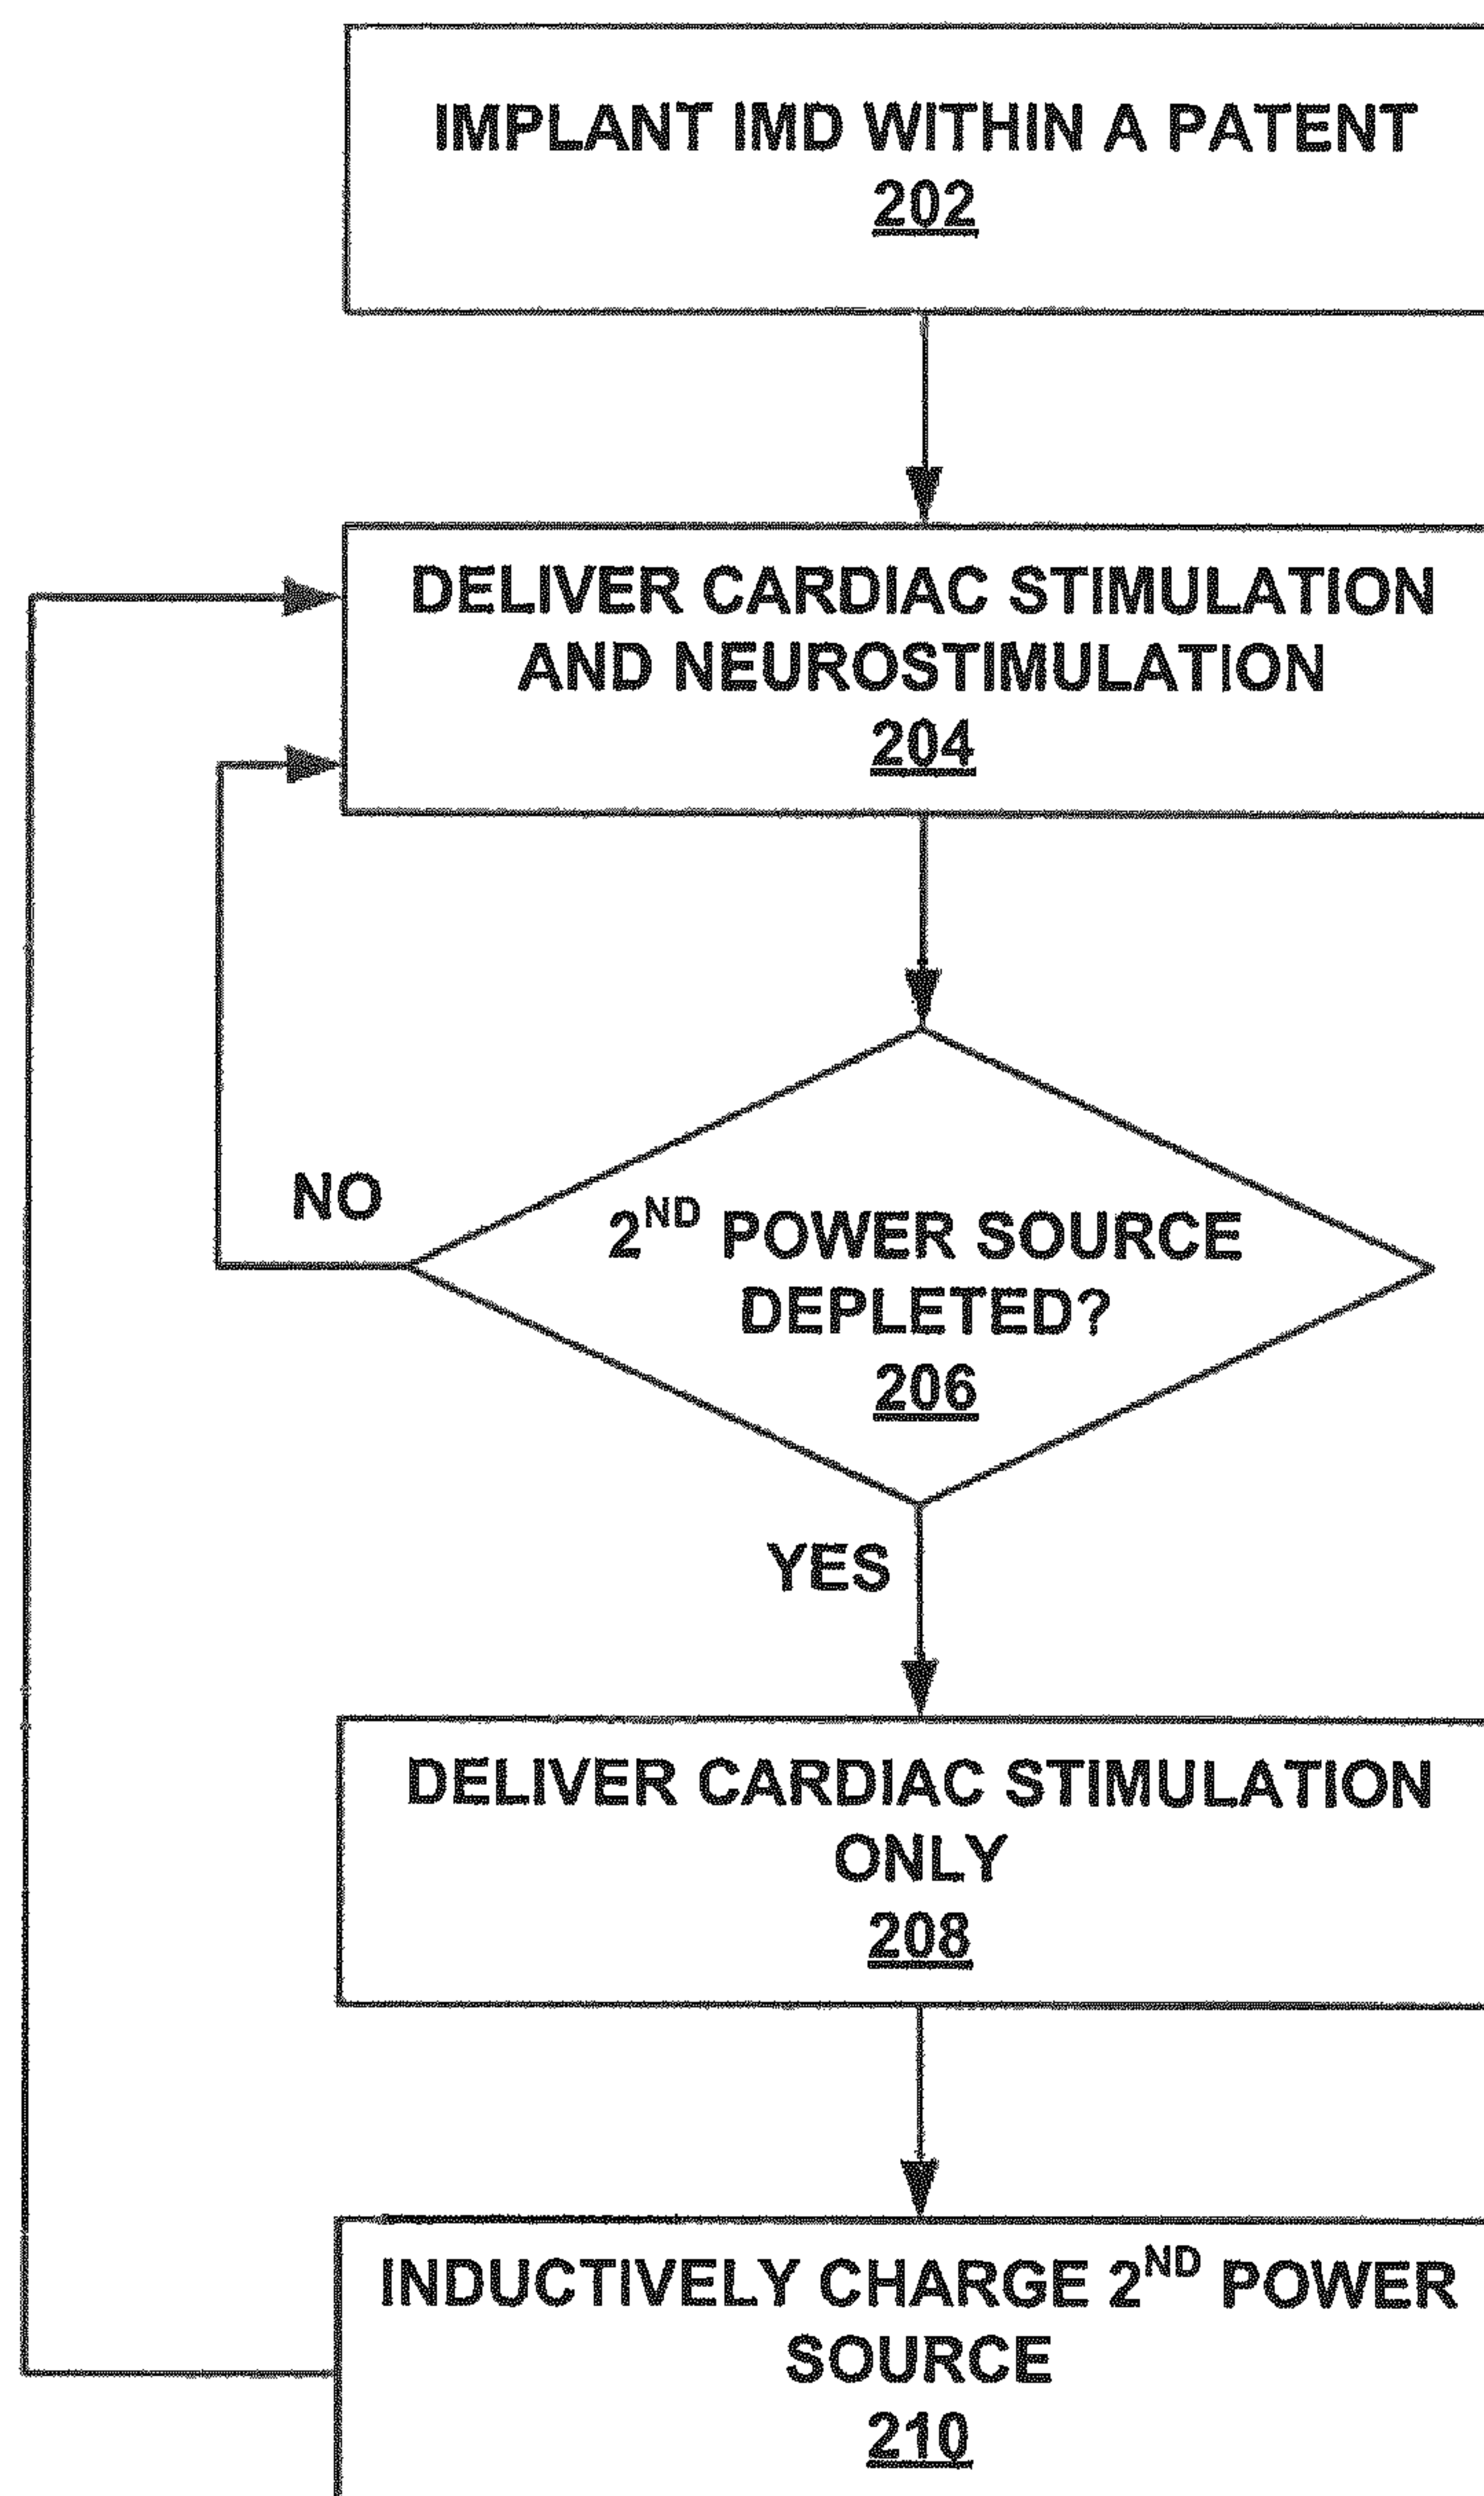 IMPLANT IMD WITHIN A PATENT
202
DELIVER CARDIAC STIMULATION
AND NEUROSTIMULATION
204
NO
2ND POWER SOURCE
DEPLETED?
206
YES
DELIVER CARDIAC STIMULATION
ONLY
208
INDUCTIVELY CHARGE 2ND POWER
SOURCE
210